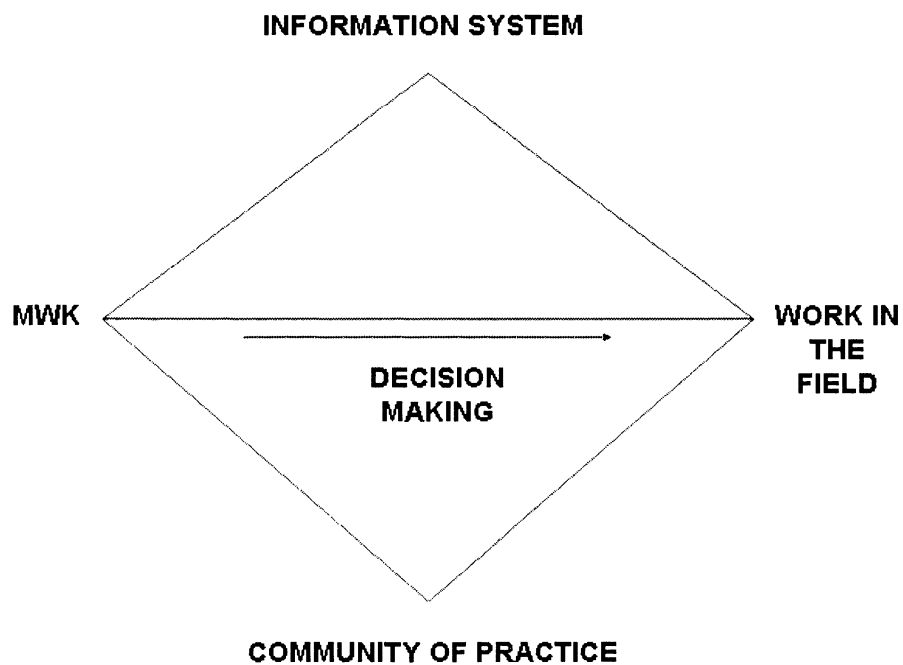 INFORMATION SYSTEM
MWK
WORK IN
THE
FIELD
DECISION
MAKING
COMMUNITY OF PRACTICE